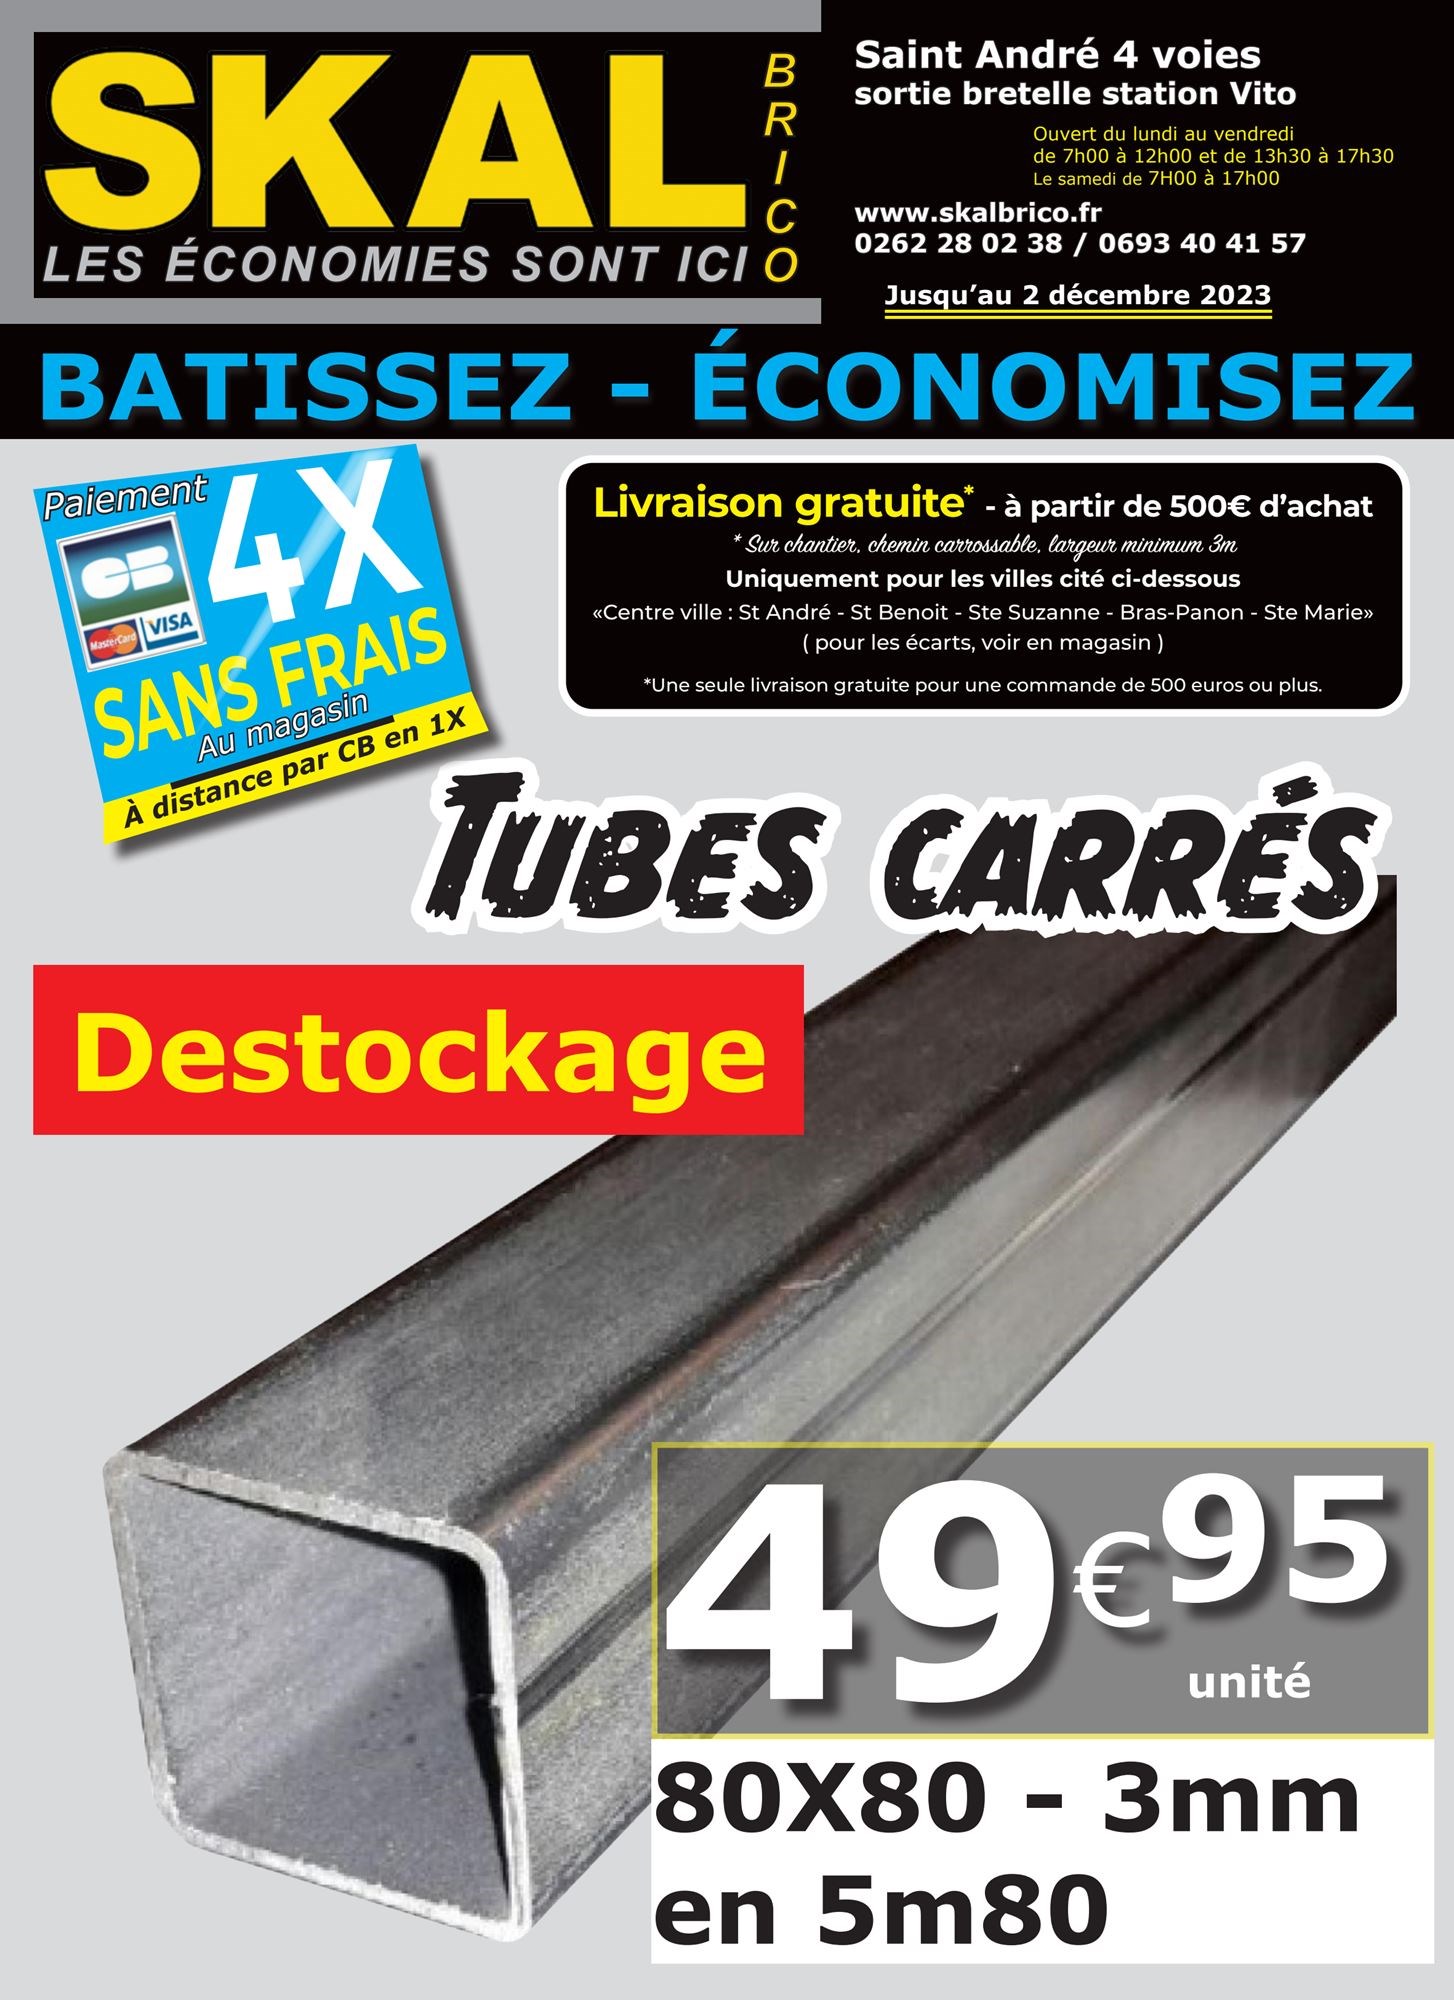 SKAL
BRICO
LES ÉCONOMIES SONT ICI
Saint André 4 voies
sortie bretelle station Vito
Ouvert du lundi au vendredi
de 7h00 à 12h00 et de 13h30 à 17h30
Le samedi de 7H00 à 17h00
www.skalbrico.fr
0262 28 02 38 / 0693 40 41 57
Jusqu'au 2 décembre 2023
BATISSEZ - ÉCONOMISEZ
Paiement
4X
CB
MasterCard VISA
SANS FRAIS
Au magasin
À distance par CB en 1X
Livraison gratuite* - à partir de 500€ d'achat
* Sur chantier, chemin carrossable, largeur minimum 3m
Uniquement pour les villes cité ci-dessous
«Centre ville : St André - St Benoit - Ste Suzanne - Bras-Panon - Ste Marie»
( pour les écarts, voir en magasin )
*Une seule livraison gratuite pour une commande de 500 euros ou plus.
TUBES CARRÉS
Destockage
49€95
unité
80X80 - 3mm
en 5m80